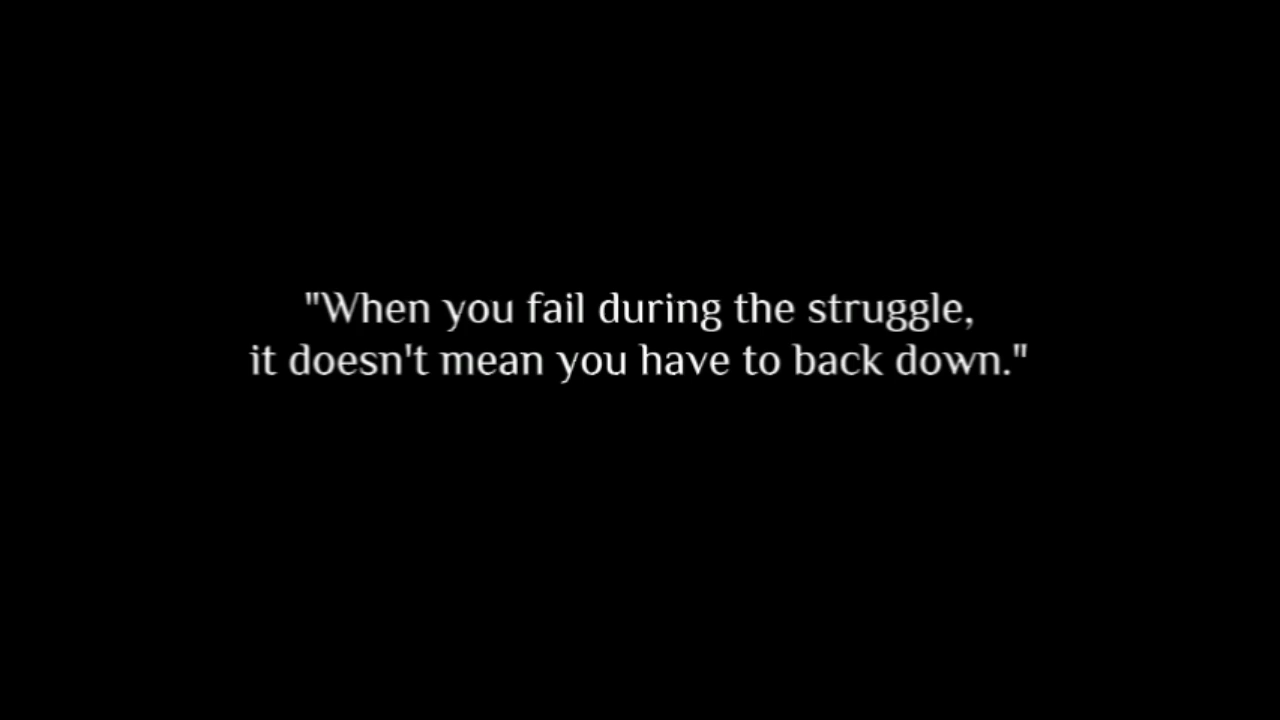 "When you fail during the struggle,
it doesn't mean you have to back down."